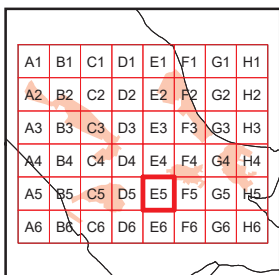 A1 B1 C1 D1 E1 F1 G1 H1
A2 B2 C2 D2 E2 F2 G2 H2
A3 B3 C3 D3 E3 F3 G3 H3
A4 B4 C4 D4 E4 F4 G4 H4
A5 B5 C5 D5 E5 F5 G5 H5
A6 B6 C6 D6 E6 F6 G6 H6